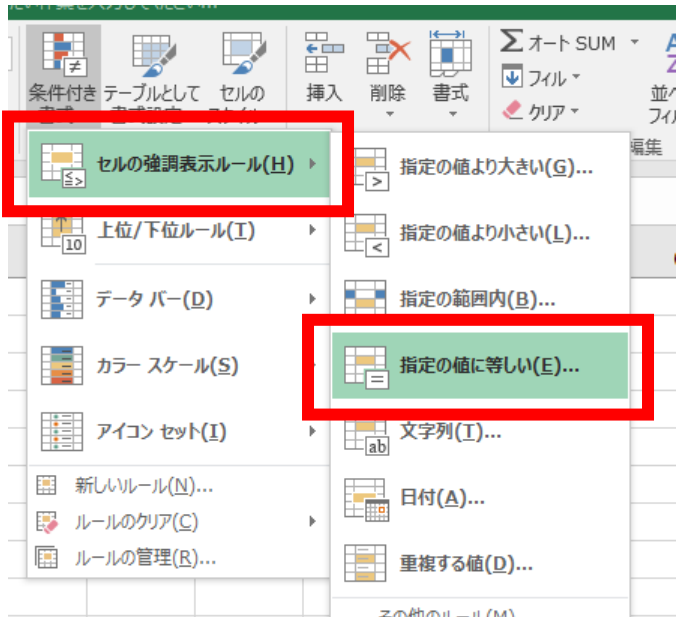 条件付き テーブルとして セルの
挿入 削除 書式
オート SUM
フィル
クリア
編集
セルの強調表示ルール(H)
上位/下位ルール(T)
データ バー(D)
カラー スケール(S)
アイコン セット(I)
新しいルール(N)...
ルールのクリア(C)
ルールの管理(R)...
指定の値より大きい(G)...
指定の値より小さい(L)...
指定の範囲内(B)...
指定の値に等しい(E)...
文字列(T)...
日付(A)...
重複する値(D)...
その他のルール(M)